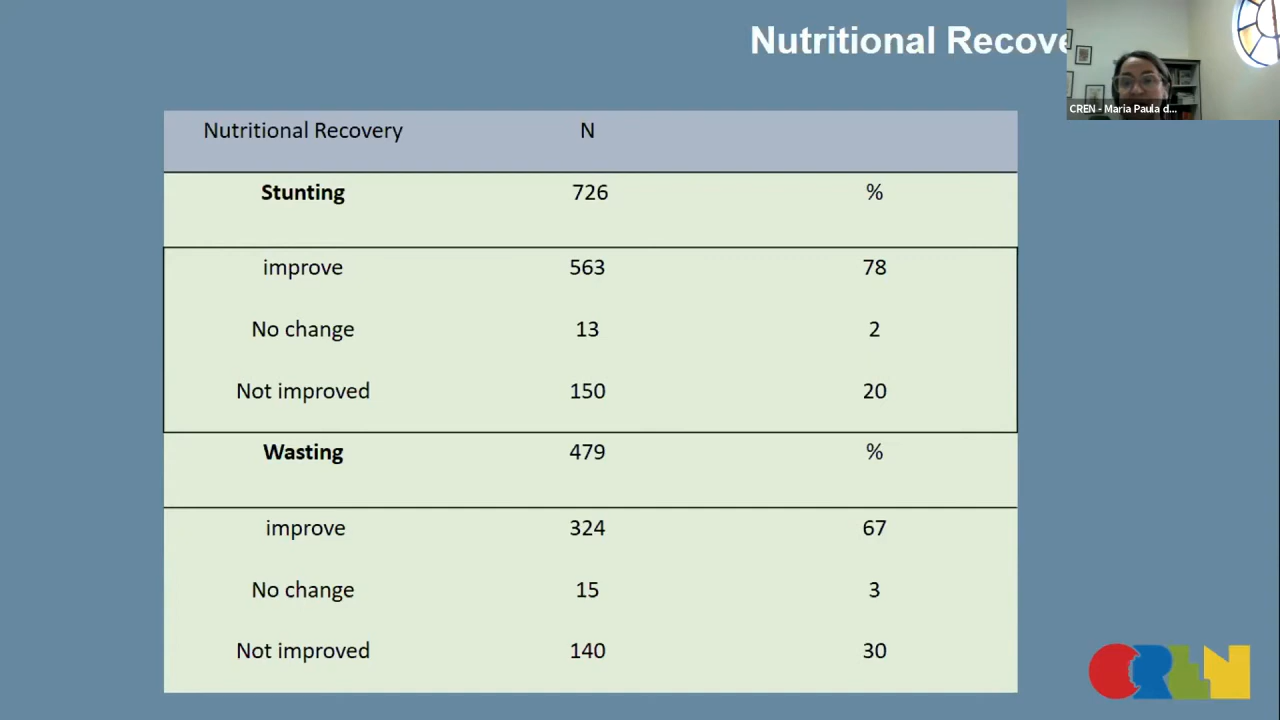 Nutritional Recove
CREN - Maria Paula d...
Nutritional Recovery N
Stunting 726 %
improve 563 78
No change 13 2
Not improved 150 20
Wasting 479 %
improve 324 67
No change 15 3
Not improved 140 30
CREN